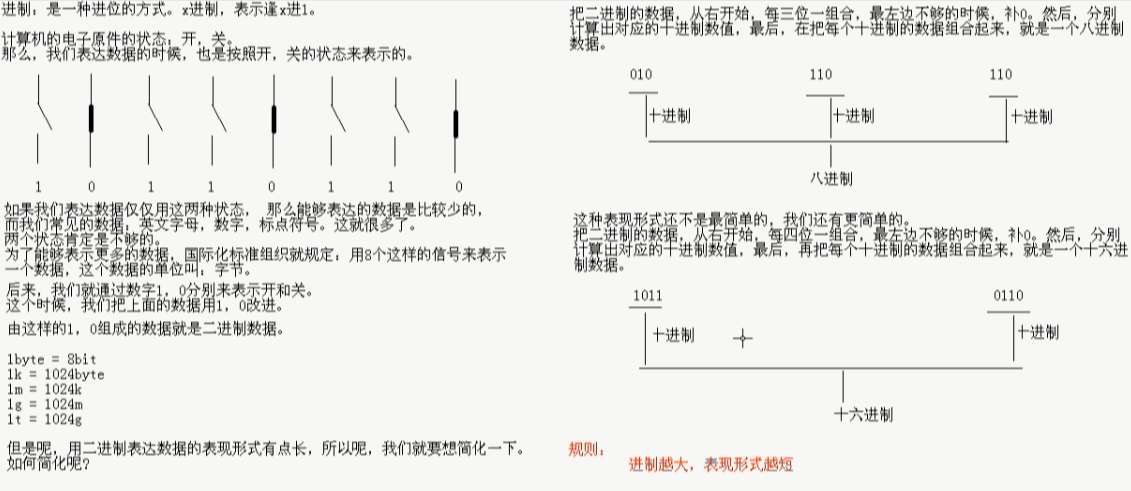 进制：是一种进位的方式。x进制，表示逢x进1。
计算机的电子原件的状态：开，关。
那么，我们表达数据的时候，也是按照开，关的状态来表示的。
1 0 1 1 0 1 1 0
如果我们表达数据仅仅用这两种状态， 那么能够表达的数据是比较少的，
而我们常见的数据：英文字母，数字，标点符号。这就很多了。
两个状态肯定是不够的。
为了能够表示更多的数据，国际化标准组织就规定：用8个这样的信号来表示
一个数据，这个数据的单位叫：字节。
后来，我们就通过数字1，0分别来表示开和关。
这个时候，我们把上面的数据用1，0改进。
由这样的1，0组成的数据就是二进制数据。
1byte = 8bit
1k = 1024byte
1m = 1024k
1g = 1024m
1t = 1024g
但是呢，用二进制表达数据的表现形式有点长，所以呢，我们就要想简化一下。
如何简化呢?
把二进制的数据，从右开始，每三位一组合，最左边不够的时候，补0。然后，分别
计算出对应的十进制数值，最后，在把每个十进制的数据组合起来，就是一个八进制
数据。
010 110 110
十进制 十进制 十进制
八进制
这种表现形式还不是最简单的，我们还有更简单的。
把二进制的数据，从右开始，每四位一组合，最左边不够的时候，补0。然后，分别
计算出对应的十进制数值，最后，再把每个十进制的数据组合起来，就是一个十六进
制数据。
1011 0110
十进制 十进制
十六进制
规则：
进制越大，表现形式越短